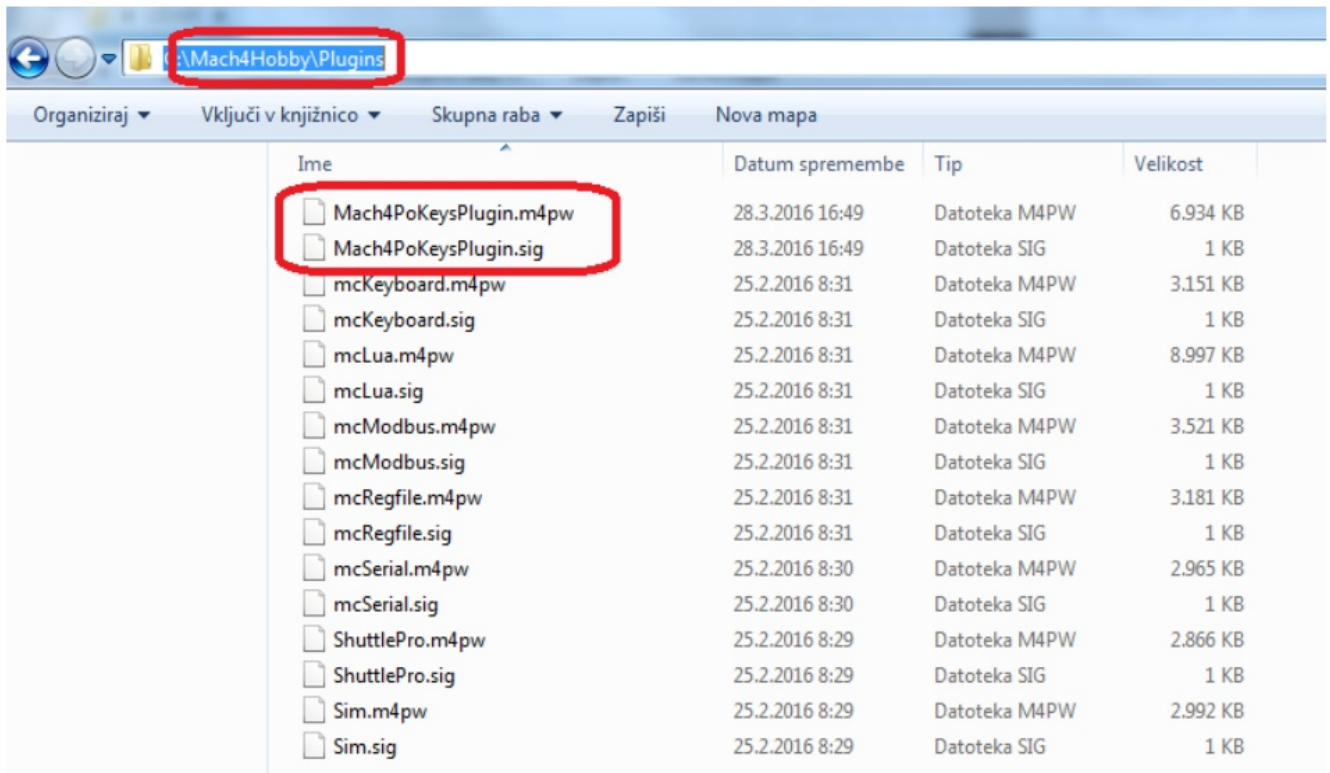 :\Mach4Hobby\Plugins
Organiziraj Vključi v knjižnico Skupna raba Zapiši Nova mapa
Ime Datum spremembe Tip Velikost
Mach4PoKeysPlugin.m4pw 28.3.2016 16:49 Datoteka M4PW 6.934 KB
Mach4PoKeysPlugin.sig 28.3.2016 16:49 Datoteka SIG 1 KB
mcKeyboard.m4pw 25.2.2016 8:31 Datoteka M4PW 3.151 KB
mcKeyboard.sig 25.2.2016 8:31 Datoteka SIG 1 KB
mcLua.m4pw 25.2.2016 8:31 Datoteka M4PW 8.997 KB
mcLua.sig 25.2.2016 8:31 Datoteka SIG 1 KB
mcModbus.m4pw 25.2.2016 8:31 Datoteka M4PW 3.521 KB
mcModbus.sig 25.2.2016 8:31 Datoteka SIG 1 KB
mcRegfile.m4pw 25.2.2016 8:31 Datoteka M4PW 3.181 KB
mcRegfile.sig 25.2.2016 8:31 Datoteka SIG 1 KB
mcSerial.m4pw 25.2.2016 8:30 Datoteka M4PW 2.965 KB
mcSerial.sig 25.2.2016 8:30 Datoteka SIG 1 KB
ShuttlePro.m4pw 25.2.2016 8:29 Datoteka M4PW 2.866 KB
ShuttlePro.sig 25.2.2016 8:29 Datoteka SIG 1 KB
Sim.m4pw 25.2.2016 8:29 Datoteka M4PW 2.992 KB
Sim.sig 25.2.2016 8:29 Datoteka SIG 1 KB